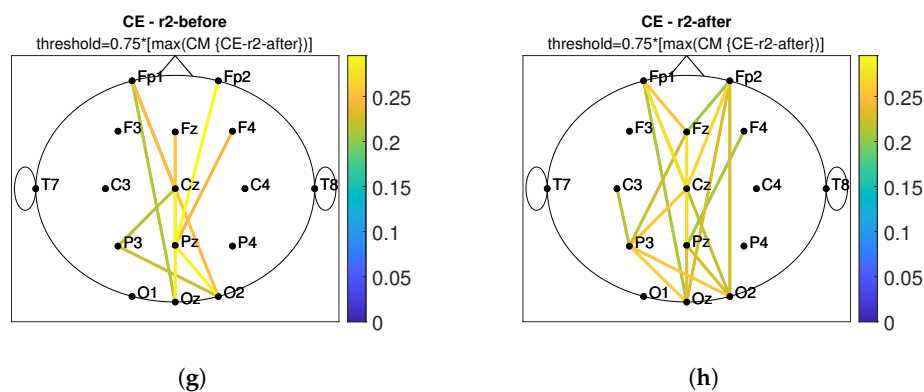 CE - r2-before
threshold=0.75*[max(CM {CE-r2-after})]
Fp1 Fp2
F3 Fz F4
T7 C3 Cz C4 T8
P3 Pz P4
O1 Oz O2
0.25
0.2
0.15
0.1
0.05
0
(g)
CE - r2-after
threshold=0.75*[max(CM {CE-r2-after})]
Fp1 Fp2
F3 Fz F4
T7 C3 Cz C4 T8
P3 Pz P4
O1 Oz O2
0.25
0.2
0.15
0.1
0.05
0
(h)